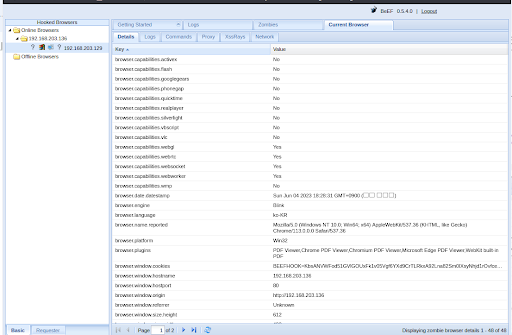 BeEF 0.5.4.0 | Logout
Hooked Browsers
Getting Started
Logs
Zombies
Current Browser
Online Browsers
192.168.203.136
192.168.203.129
Offline Browsers
Details
Logs
Commands
Proxy
XssRays
Network
Key
Value
browser.capabilities.activex No
browser.capabilities.flash No
browser.capabilities.googlegears No
browser.capabilities.phonegap No
browser.capabilities.quicktime No
browser.capabilities.realplayer No
browser.capabilities.silverlight No
browser.capabilities.vbscript No
browser.capabilities.vlc No
browser.capabilities.webgl Yes
browser.capabilities.webrtc Yes
browser.capabilities.websocket Yes
browser.capabilities.webworker Yes
browser.capabilities.wmp No
browser.date.datestamp Sun Jun 04 2023 18:28:31 GMT+0900
browser.engine Blink
browser.language ko-KR
browser.name.reported Mozilla/5.0 (Windows NT 10.0; Win64; x64) AppleWebKit/537.36 (KHTML, like Gecko)
Chrome/113.0.0.0 Safari/537.36
browser.platform Win32
browser.plugins PDF Viewer,Chrome PDF Viewer,Chromium PDF Viewer,Microsoft Edge PDF Viewer,WebKit built-in
PDF
browser.window.cookies
browser.window.hostname 192.168.203.136
browser.window.hostport 80
browser.window.origin http://192.168.203.136
browser.window.referrer Unknown
browser.window.size.height 612
Basic
Requester
Page 1 of 2
Displaying zombie browser details 1 - 48 of 48